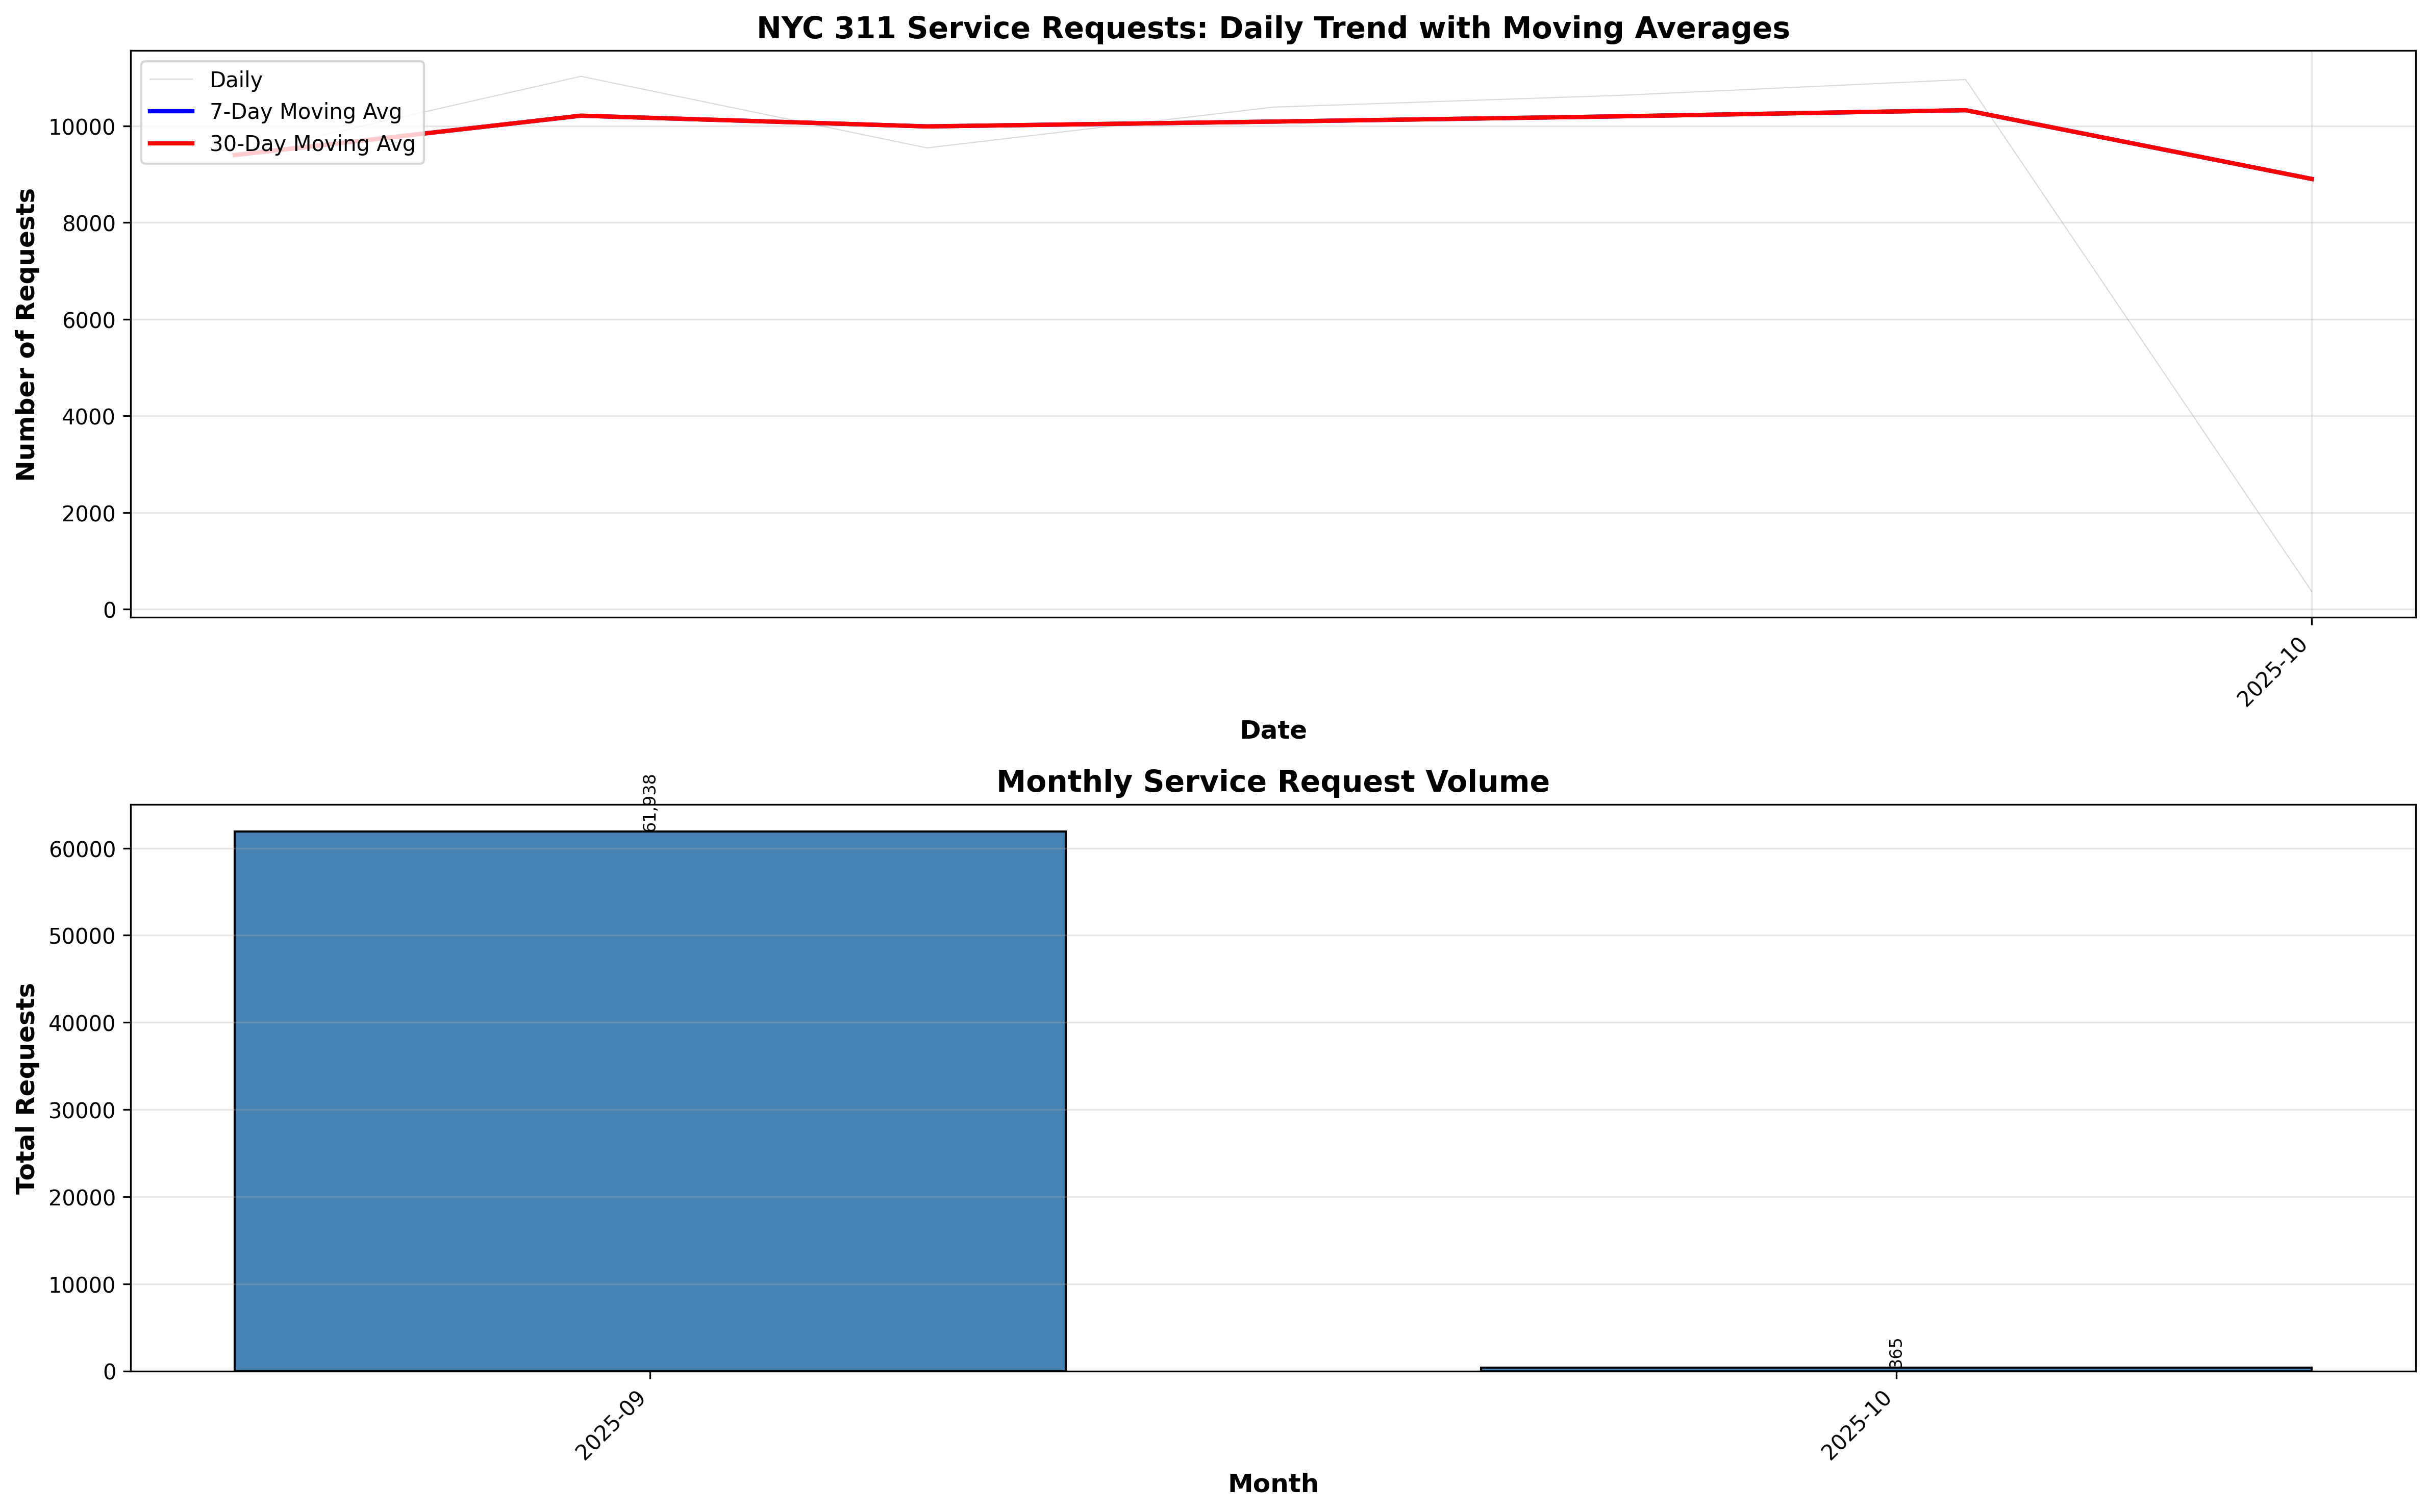 NYC 311 Service Requests: Daily Trend with Moving Averages
Daily
7-Day Moving Avg
30-Day Moving Avg
Number of Requests
10000
8000
6000
4000
2000
0
2025-10
Date
Monthly Service Request Volume
61,938
365
Total Requests
60000
50000
40000
30000
20000
10000
0
2025-09
2025-10
Month